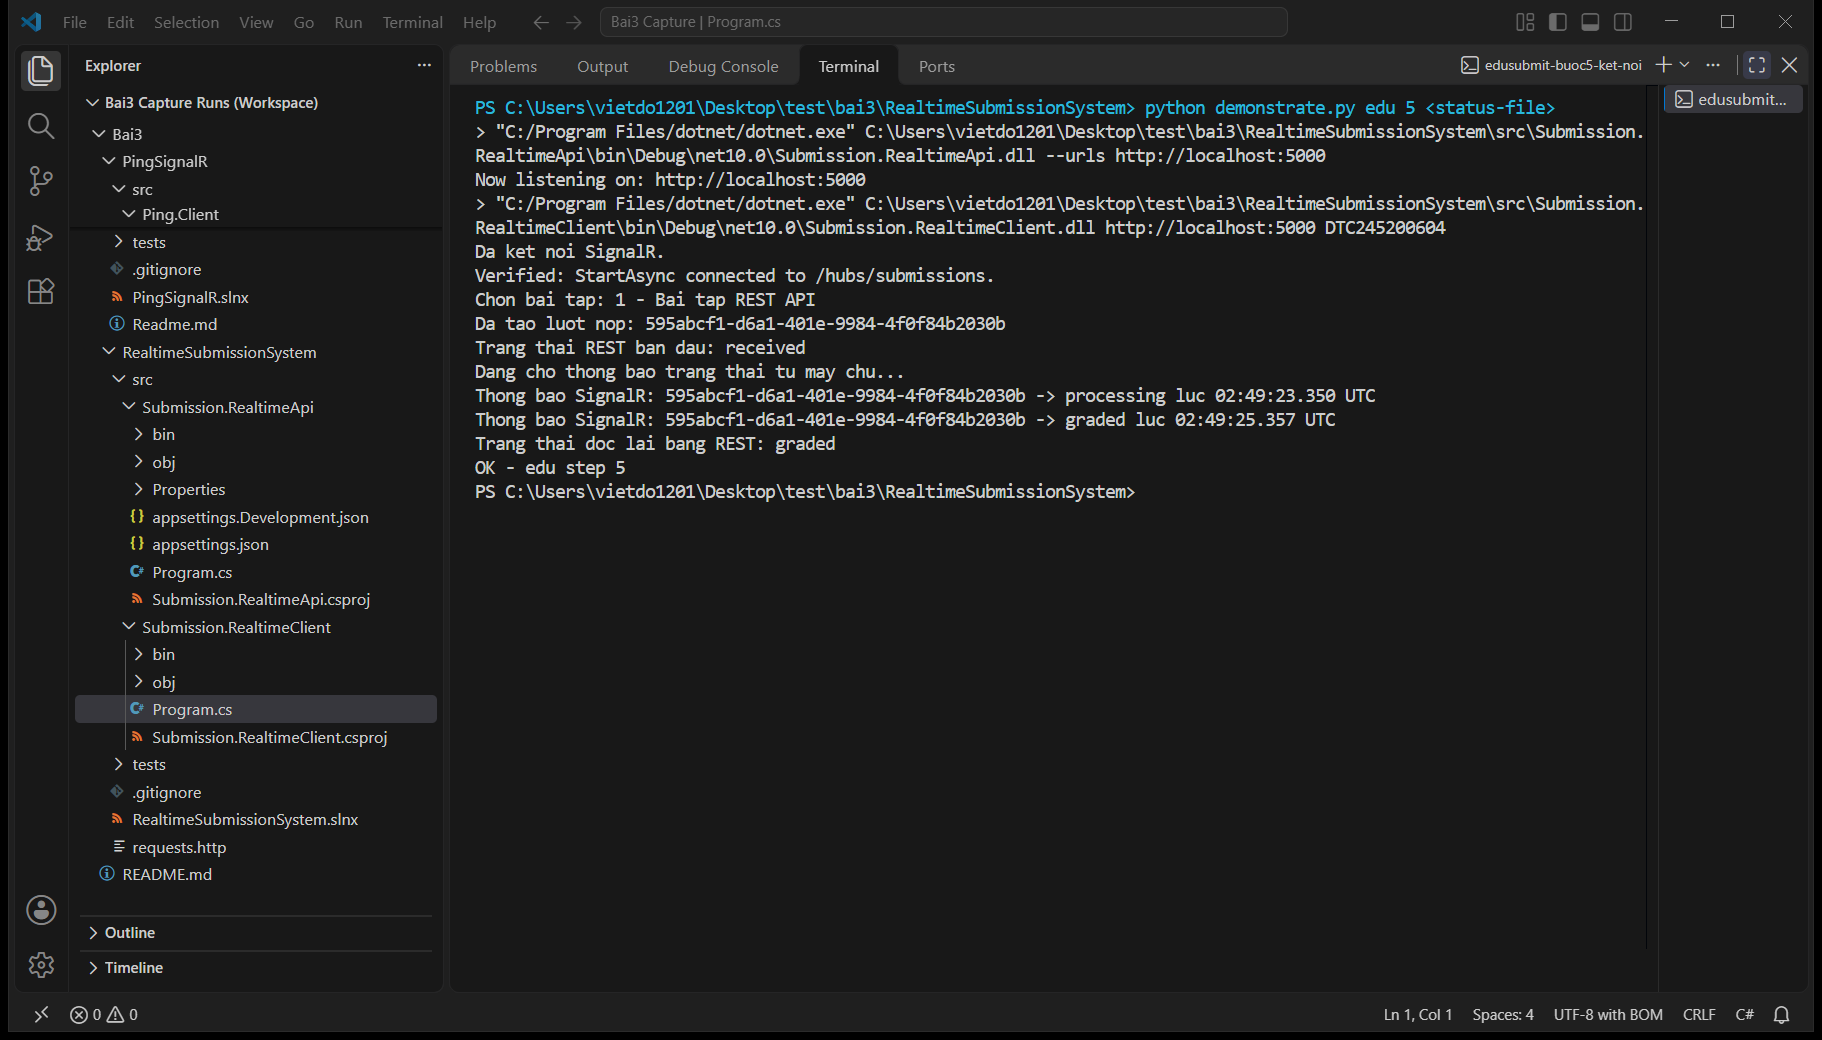 File Edit Selection View Go Run Terminal Help
Bai3 Capture | Program.cs
Explorer
Bai3 Capture Runs (Workspace)
Bai3
PingSignalR
src
Ping.Client
tests
.gitignore
PingSignalR.slnx
Readme.md
RealtimeSubmissionSystem
src
Submission.RealtimeApi
bin
obj
Properties
appsettings.Development.json
appsettings.json
Program.cs
Submission.RealtimeApi.csproj
Submission.RealtimeClient
bin
obj
Program.cs
Submission.RealtimeClient.csproj
tests
.gitignore
RealtimeSubmissionSystem.slnx
requests.http
README.md
Outline
Timeline
Problems Output Debug Console Terminal Ports
edusubmit-buoc5-ket-noi
edusubmit...
PS C:\Users\vietdo1201\Desktop\test\bai3\RealtimeSubmissionSystem> python demonstrate.py edu 5 <status-file>
> "C:/Program Files/dotnet/dotnet.exe" C:\Users\vietdo1201\Desktop\test\bai3\RealtimeSubmissionSystem\src\Submission.
RealtimeApi\bin\Debug\net10.0\Submission.RealtimeApi.dll --urls http://localhost:5000
Now listening on: http://localhost:5000
> "C:/Program Files/dotnet/dotnet.exe" C:\Users\vietdo1201\Desktop\test\bai3\RealtimeSubmissionSystem\src\Submission.
RealtimeClient\bin\Debug\net10.0\Submission.RealtimeClient.dll http://localhost:5000 DTC245200604
Da ket noi SignalR.
Verified: StartAsync connected to /hubs/submissions.
Chon bai tap: 1 - Bai tap REST API
Da tao luot nop: 595abcf1-d6a1-401e-9984-4f0f84b2030b
Trang thai REST ban dau: received
Dang cho thong bao trang thai tu may chu...
Thong bao SignalR: 595abcf1-d6a1-401e-9984-4f0f84b2030b -> processing luc 02:49:23.350 UTC
Thong bao SignalR: 595abcf1-d6a1-401e-9984-4f0f84b2030b -> graded luc 02:49:25.357 UTC
Trang thai doc lai bang REST: graded
OK - edu step 5
PS C:\Users\vietdo1201\Desktop\test\bai3\RealtimeSubmissionSystem>
0 0
Ln 1, Col 1 Spaces: 4 UTF-8 with BOM CRLF C#